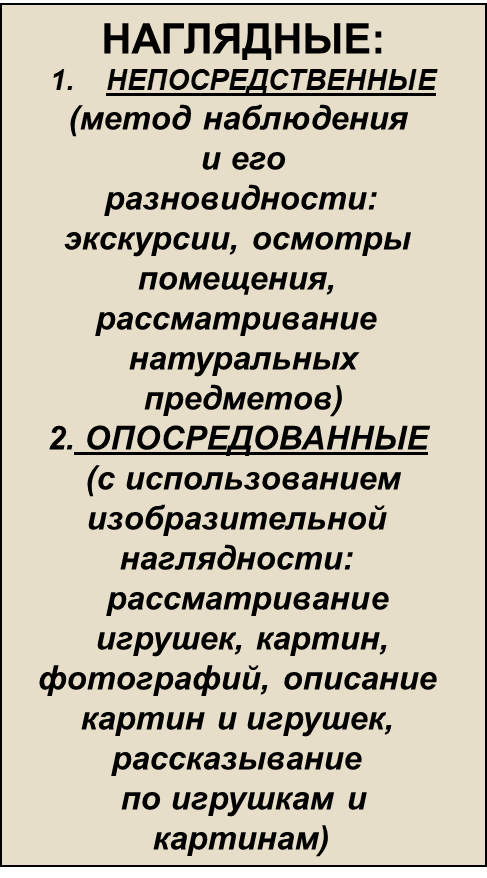 НАГЛЯДНЫЕ:
1. НЕПОСРЕДСТВЕННЫЕ
(метод наблюдения
и его
разновидности:
экскурсии, осмотры
помещения,
рассматривание
натуральных
предметов)
2. ОПОСРЕДОВАННЫЕ
(с использованием
изобразительной
наглядности:
рассматривание
игрушек, картин,
фотографий, описание
картин и игрушек,
рассказывание
по игрушкам и
картинам)